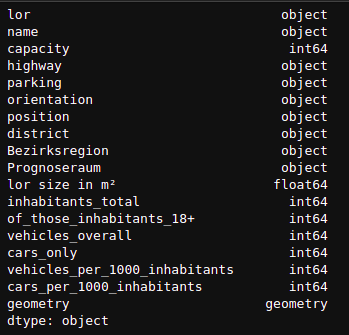 lor object
name object
capacity int64
highway object
parking object
orientation object
position object
district object
Bezirksregion object
Prognoseraum object
lor size in m² float64
inhabitants_total int64
of_those_inhabitants_18+ int64
vehicles_overall int64
cars_only int64
vehicles_per_1000_inhabitants int64
cars_per_1000_inhabitants int64
geometry geometry
dtype: object